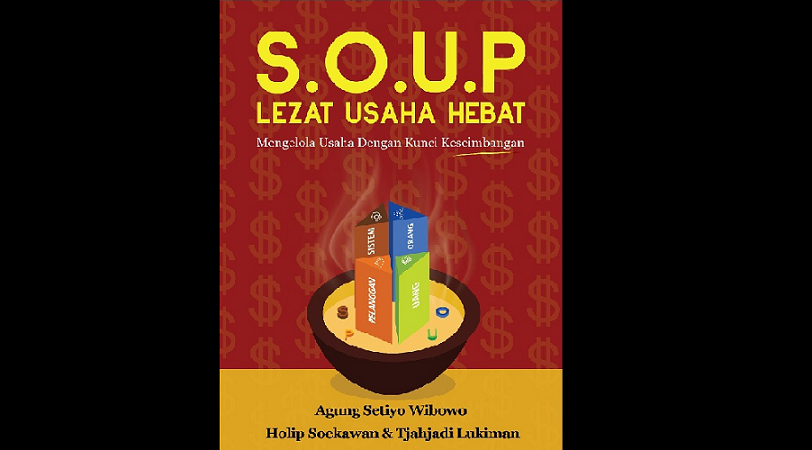 S.O.U.P
LEZAT USAHA HEBAT
Mengelola Usaha Dengan Kunci Keseimbangan
SISTEM
ORANG
PELANGGAN
UANG
S
O
P
U
Agung Setiyo Wibowo
Holip Soekawan & Tjahjadi Lukiman